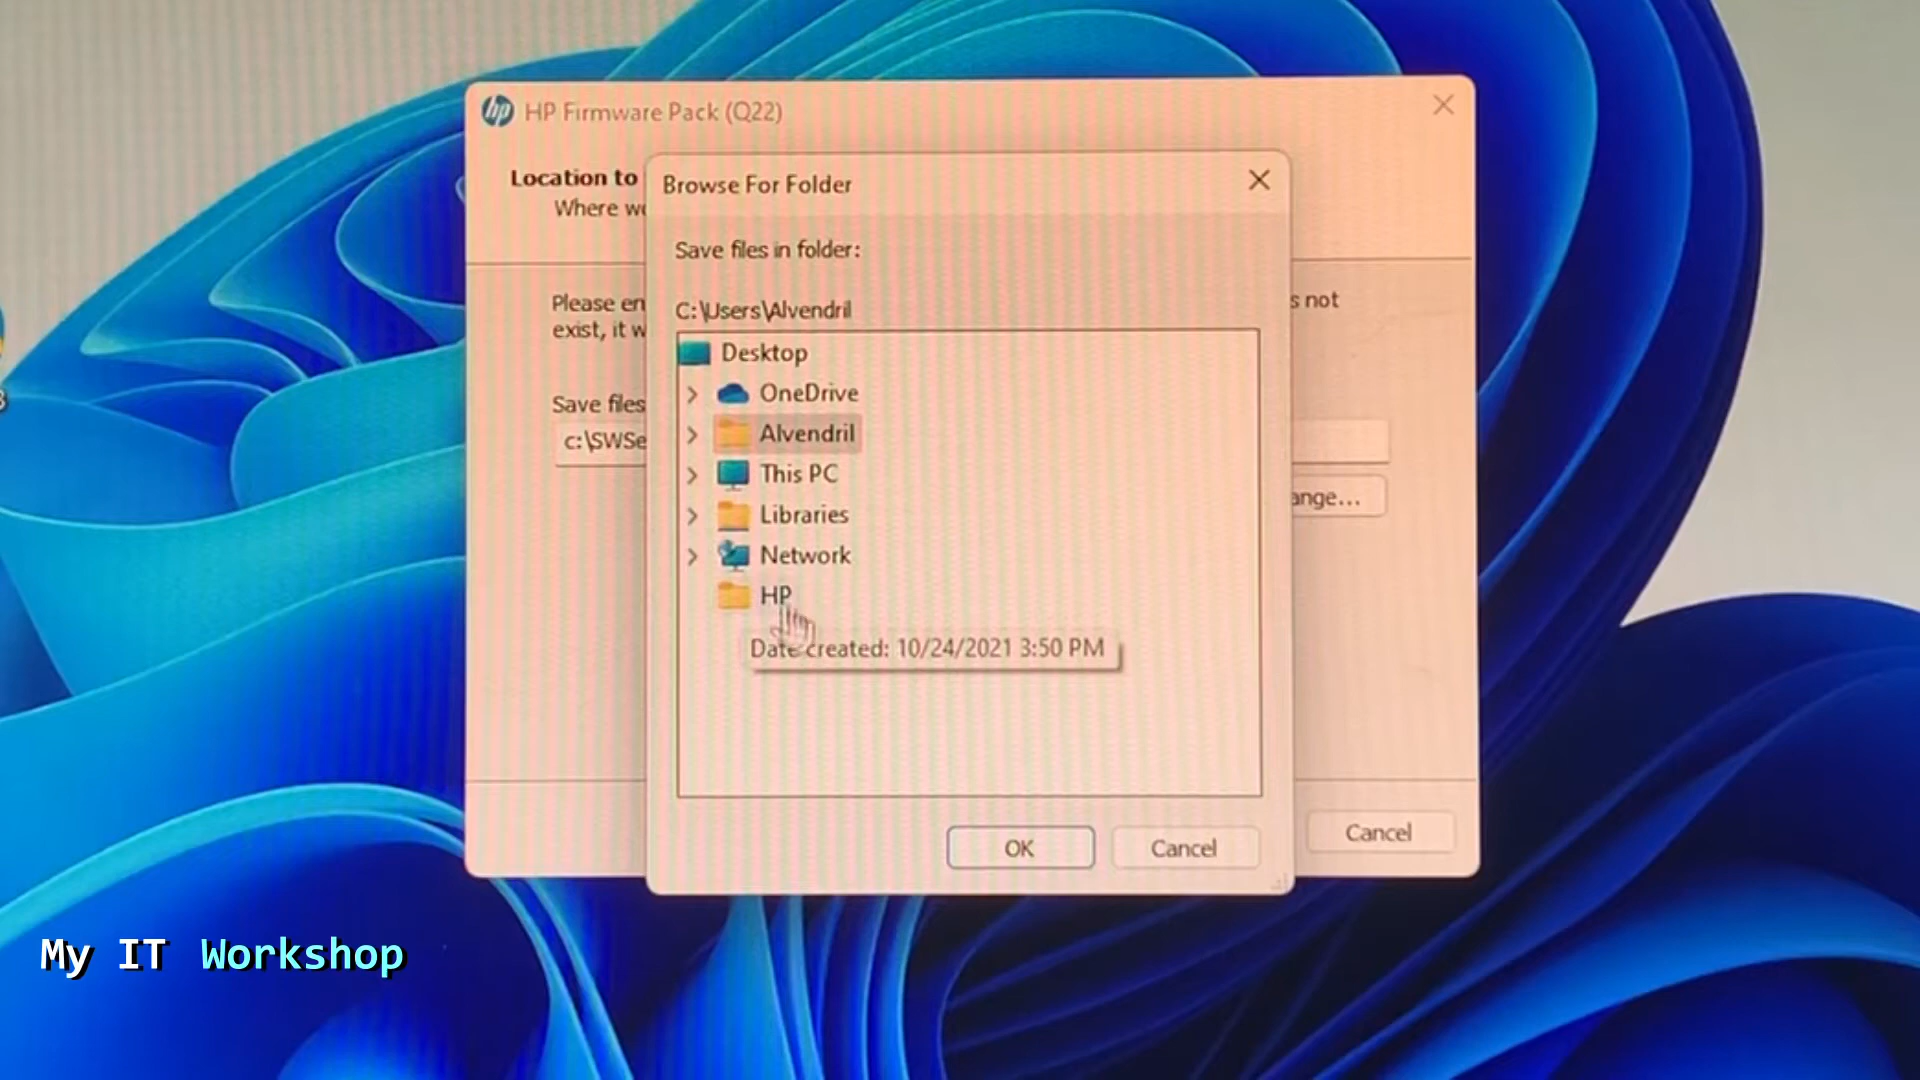 hp HP Firmware Pack (Q22)
Location to
Where
Browse For Folder
Save files in folder:
Please
exist, it
s not
C:\Users\Alvendril
Desktop
OneDrive
Save files
Alvendril
c:\SWSe
This PC
ange...
Libraries
Network
HP
Date created: 10/24/2021 3:50 PM
OK
Cancel
Cancel
My IT Workshop